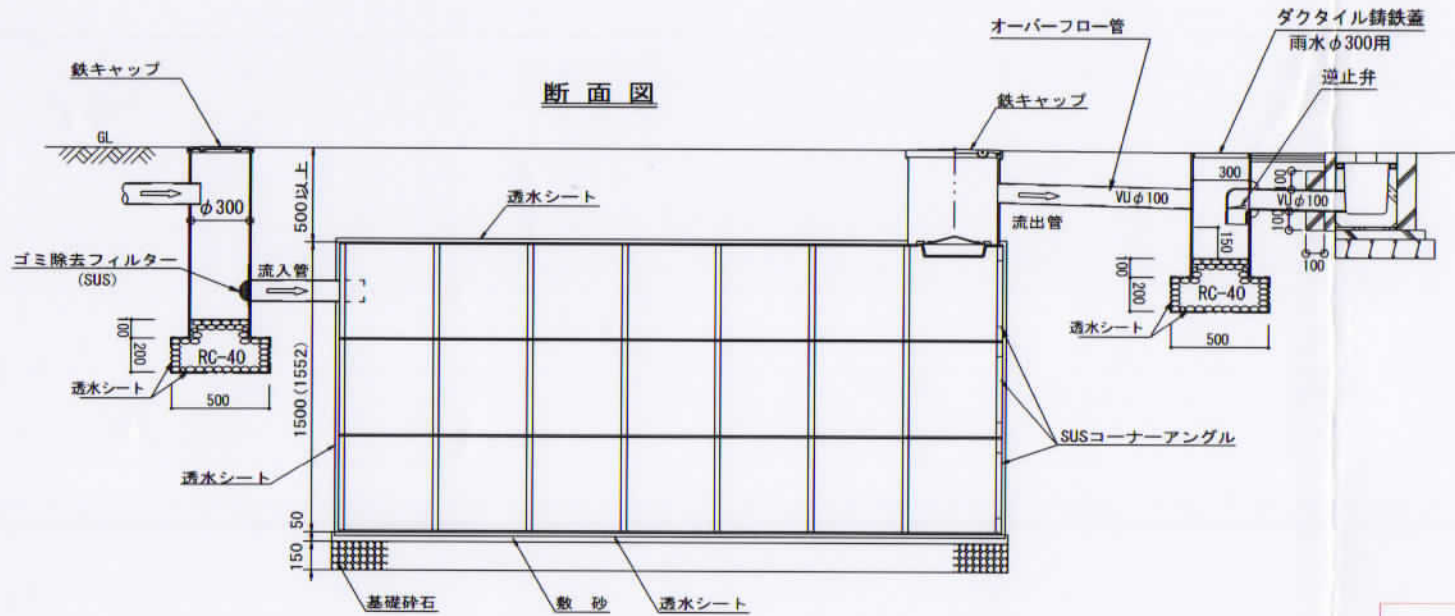 断面図
オーバーフロー管
ダクタイル鋳鉄蓋
雨水φ300用
逆止弁
鉄キャップ
鉄キャップ
GL
φ300
ゴミ除去フィルター
(SUS)
流入管
100
200
RC-40
透水シート
500
500以上
透水シート
1500(1552)
透水シート
50
150
基礎砕石
敷 砂
透水シート
流出管
VUφ100
300
VUφ100
100
100
150
100
100
200
RC-40
透水シート
500
SUSコーナーアングル